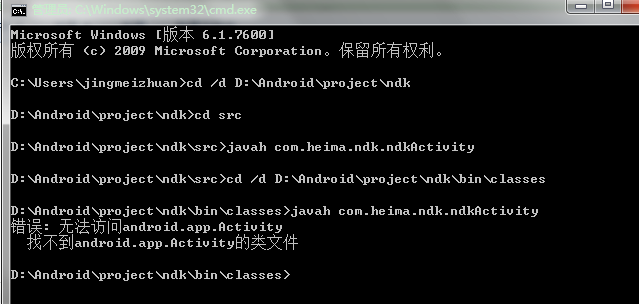 C:\Windows\system32\cmd.exe
Microsoft Windows [版本 6.1.7600]
版权所有 (c) 2009 Microsoft Corporation。保留所有权利。
C:\Users\jingmeizhuan>cd /d D:\Android\project\ndk
D:\Android\project\ndk>cd src
D:\Android\project\ndk\src>javah com.heima.ndk.ndkActivity
D:\Android\project\ndk\src>cd /d D:\Android\project\ndk\bin\classes
D:\Android\project\ndk\bin\classes>javah com.heima.ndk.ndkActivity
错误: 无法访问android.app.Activity
找不到android.app.Activity的类文件
D:\Android\project\ndk\bin\classes>